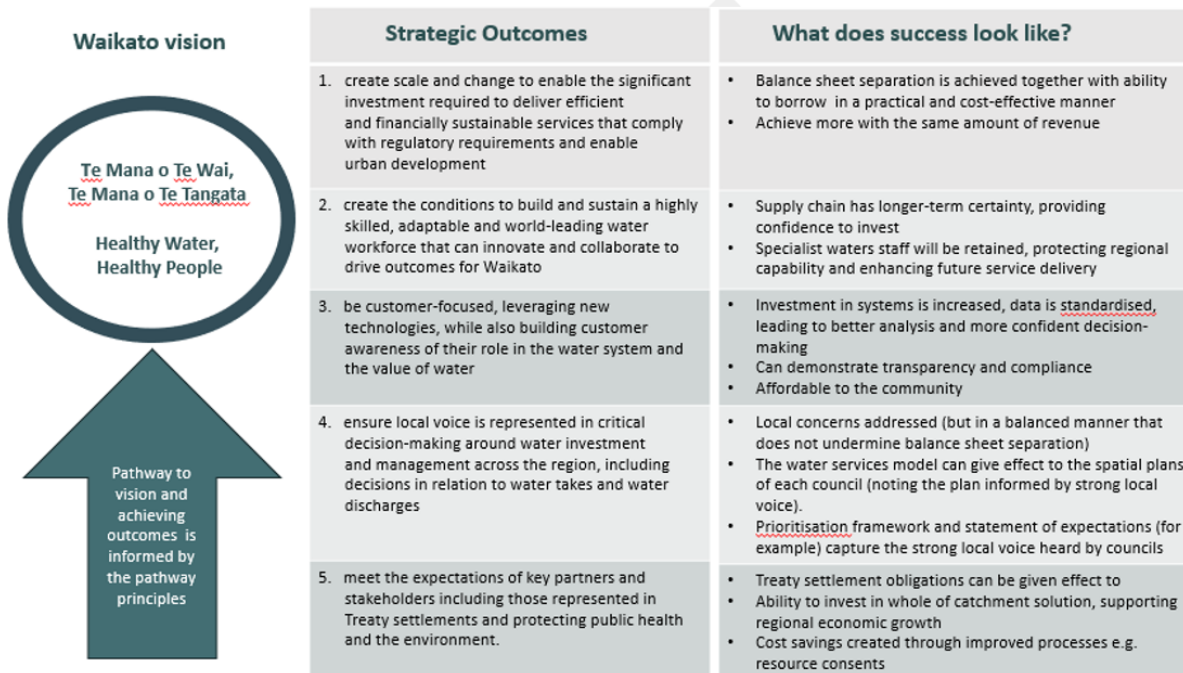 Waikato vision
Te Mana o Te Wai,
Te Mana o Te Tangata
Healthy Water,
Healthy People
Pathway to
vision and
achieving
outcomes is
informed by
the pathway
principles
Strategic Outcomes
What does success look like?
1. create scale and change to enable the significant
investment required to deliver efficient
and financially sustainable services that comply
with regulatory requirements and enable
urban development
• Balance sheet separation is achieved together with ability
to borrow in a practical and cost-effective manner
• Achieve more with the same amount of revenue
2. create the conditions to build and sustain a highly
skilled, adaptable and world-leading water
workforce that can innovate and collaborate to
drive outcomes for Waikato
• Supply chain has longer-term certainty, providing
confidence to invest
• Specialist waters staff will be retained, protecting regional
capability and enhancing future service delivery
3. be customer-focused, leveraging new
technologies, while also building customer
awareness of their role in the water system and
the value of water
• Investment in systems is increased, data is standardised,
leading to better analysis and more confident decision-
making
• Can demonstrate transparency and compliance
• Affordable to the community
4. ensure local voice is represented in critical
decision-making around water investment
and management across the region, including
decisions in relation to water takes and water
discharges
• Local concerns addressed (but in a balanced manner that
does not undermine balance sheet separation)
• The water services model can give effect to the spatial plans
of each council (noting the plan informed by strong local
voice).
• Prioritisation framework and statement of expectations (for
example) capture the strong local voice heard by councils
5. meet the expectations of key partners and
stakeholders including those represented in
Treaty settlements and protecting public health
and the environment.
• Treaty settlement obligations can be given effect to
• Ability to invest in whole of catchment solution, supporting
regional economic growth
• Cost savings created through improved processes e.g.
resource consents